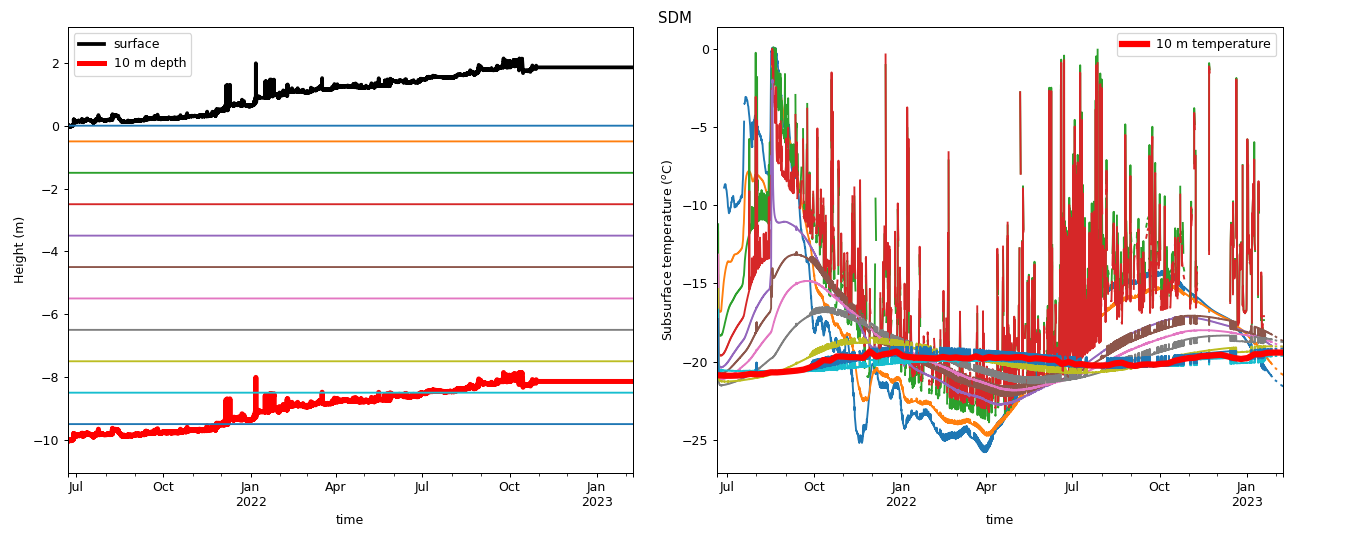 SDM
surface
10 m depth
2
0
−2
−4
−6
−8
−10
Height (m)
Jul
Oct
Jan
2022
Apr
Jul
Oct
Jan
2023
time
10 m temperature
0
−5
−10
−15
−20
−25
Subsurface temperature (°C)
Jul
Oct
Jan
2022
Apr
Jul
Oct
Jan
2023
time